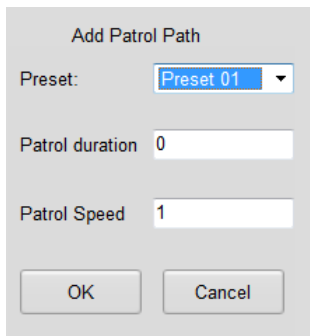 Add Patrol Path
Preset: Preset 01
Patrol duration 0
Patrol Speed 1
OK Cancel